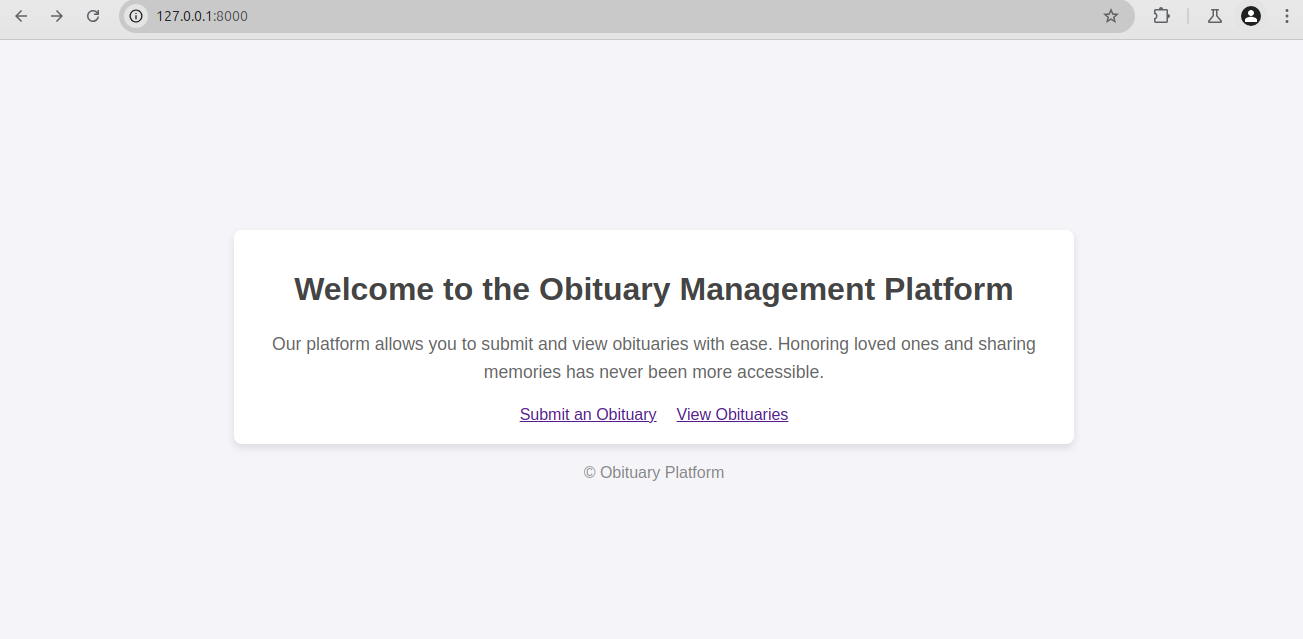 127.0.0.1:8000
Welcome to the Obituary Management Platform
Our platform allows you to submit and view obituaries with ease. Honoring loved ones and sharing
memories has never been more accessible.
Submit an Obituary View Obituaries
© Obituary Platform